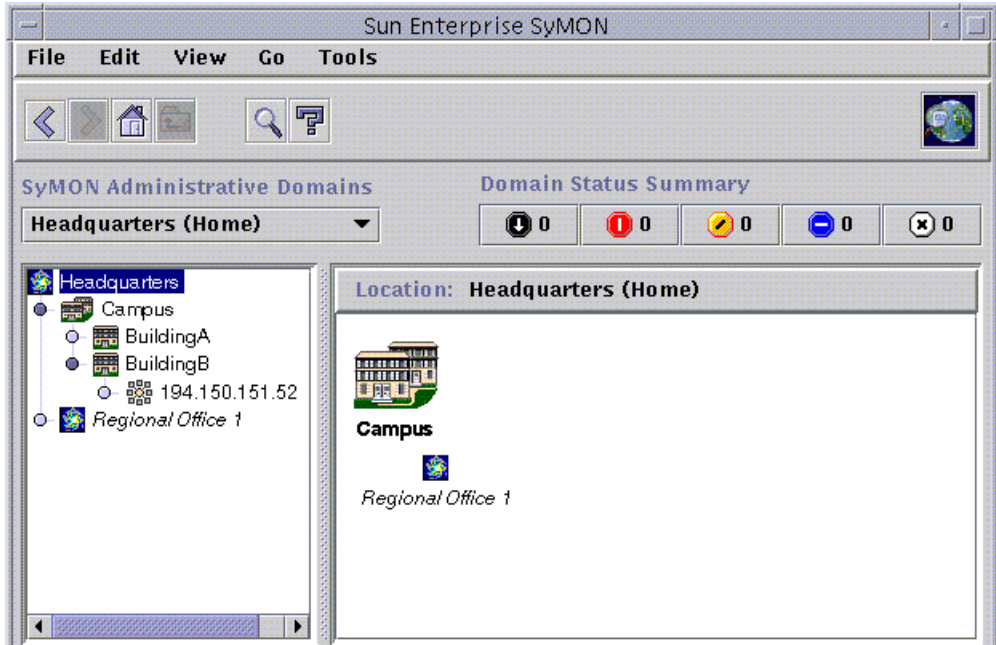 Sun Enterprise SyMON
File Edit View Go Tools
SyMON Administrative Domains
Domain Status Summary
Headquarters (Home)
0 0 0 0 0
Headquarters
Campus
BuildingA
BuildingB
194.150.151.52
Regional Office 1
Location: Headquarters (Home)
Campus
Regional Office 1